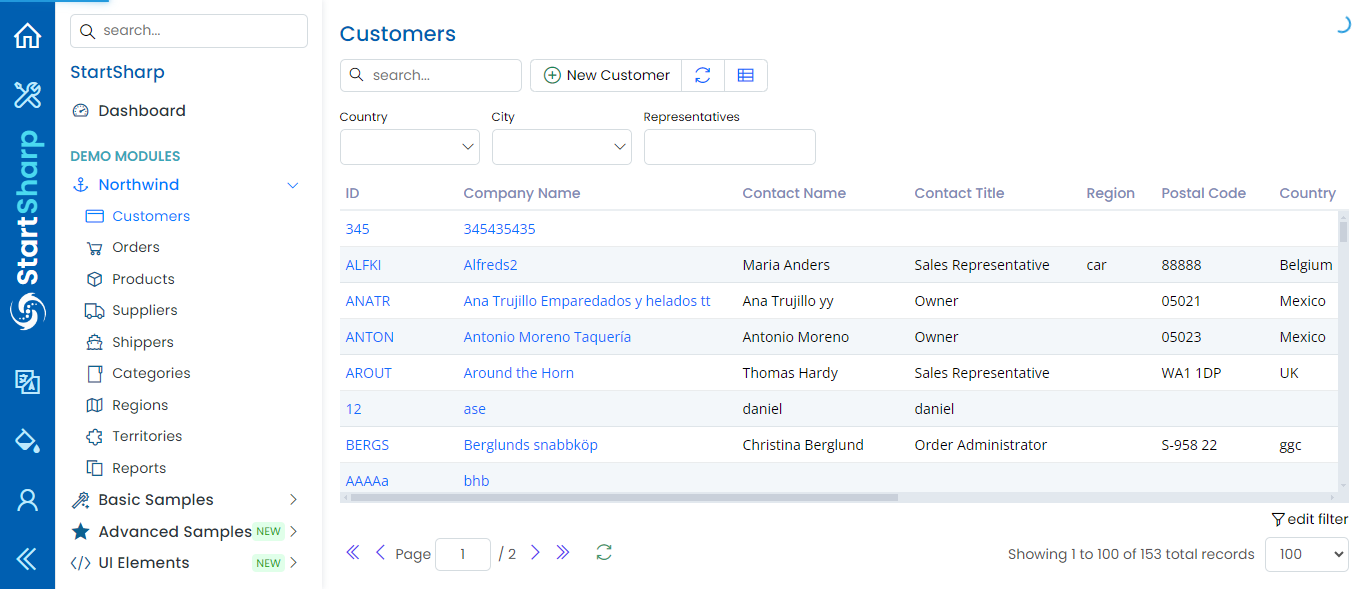 StartSharp
search...
StartSharp
Dashboard
DEMO MODULES
Northwind
Customers
Orders
Products
Suppliers
Shippers
Categories
Regions
Territories
Reports
Basic Samples
Advanced Samples NEW
UI Elements NEW
Customers
search... New Customer
Country City Representatives
ID Company Name Contact Name Contact Title Region Postal Code Country
345 345435435
ALFKI Alfreds2 Maria Anders Sales Representative car 88888 Belgium
ANATR Ana Trujillo Emparedados y helados tt Ana Trujillo yy Owner 05021 Mexico
ANTON Antonio Moreno Taquería Antonio Moreno Owner 05023 Mexico
AROUT Around the Horn Thomas Hardy Sales Representative WA1 1DP UK
12 ase daniel daniel
BERGS Berglunds snabbköp Christina Berglund Order Administrator S-958 22 ggc
AAAAa bhb
edit filter
Page 1 / 2 Showing 1 to 100 of 153 total records 100